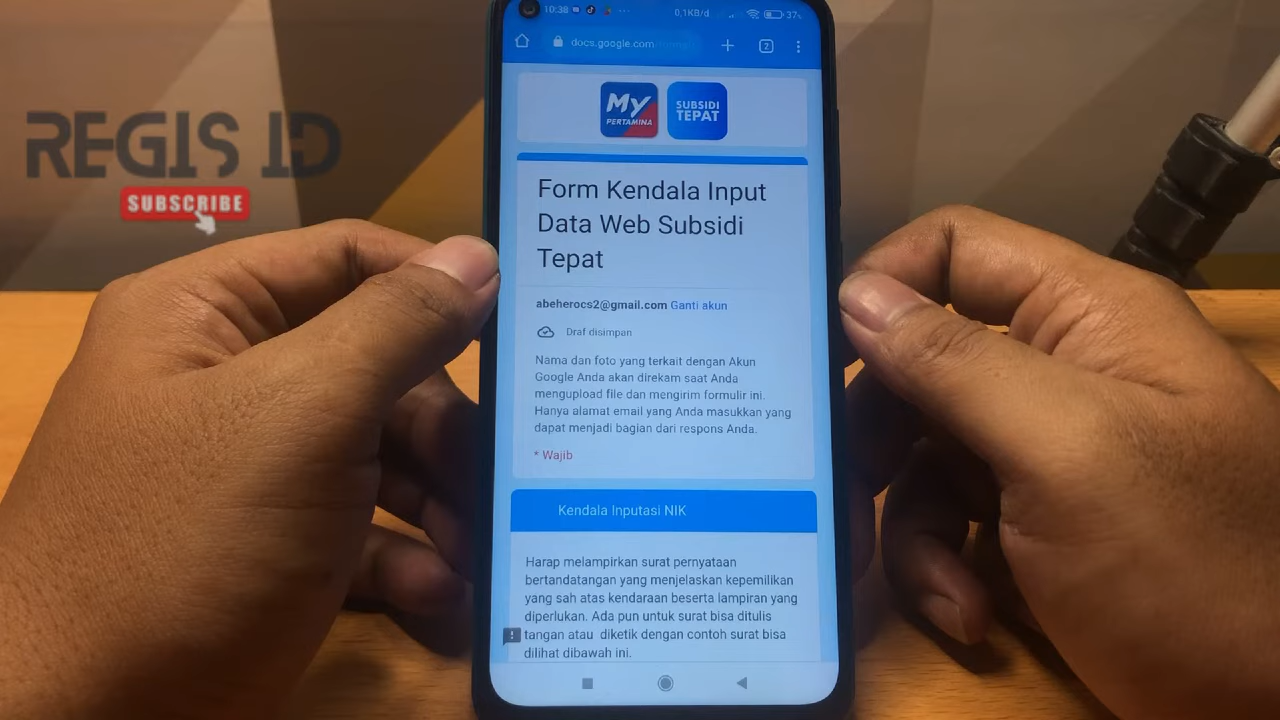 REGIS ID
SUBSCRIBE
10:38
0,1KB/d
37
docs.google.com
2
My
PERTAMINA
SUBSIDI
TEPAT
Form Kendala Input
Data Web Subsidi
Tepat
abeherocs2@gmail.com Ganti akun
Draf disimpan
Nama dan foto yang terkait dengan Akun
Google Anda akan direkam saat Anda
mengupload file dan mengirim formulir ini.
Hanya alamat email yang Anda masukkan yang
dapat menjadi bagian dari respons Anda.
* Wajib
Kendala Inputasi NIK
Harap melampirkan surat pernyataan
bertandatangan yang menjelaskan kepemilikan
yang sah atas kendaraan beserta lampiran yang
diperlukan. Ada pun untuk surat bisa ditulis
tangan atau diketik dengan contoh surat bisa
dilihat dibawah ini.